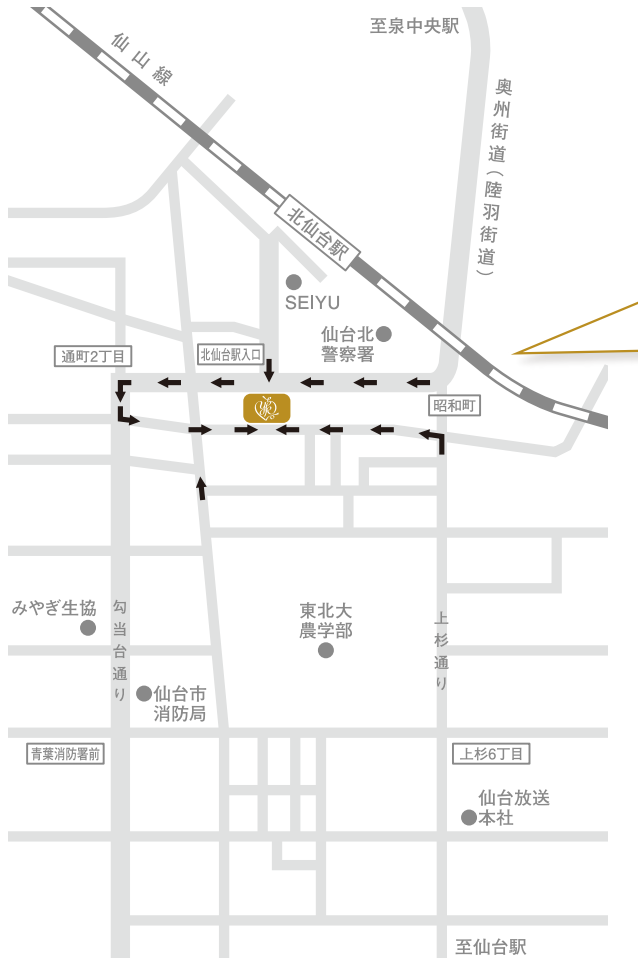 至泉中央駅
仙山線
奥州街道(陸羽街道)
北仙台駅
SEIYU
仙台北
警察署
通町2丁目
北仙台駅入口
昭和町
みやぎ生協
勾当台通り
東北大
農学部
上杉通り
仙台市
消防局
青葉消防署前
上杉6丁目
仙台放送
本社
至仙台駅